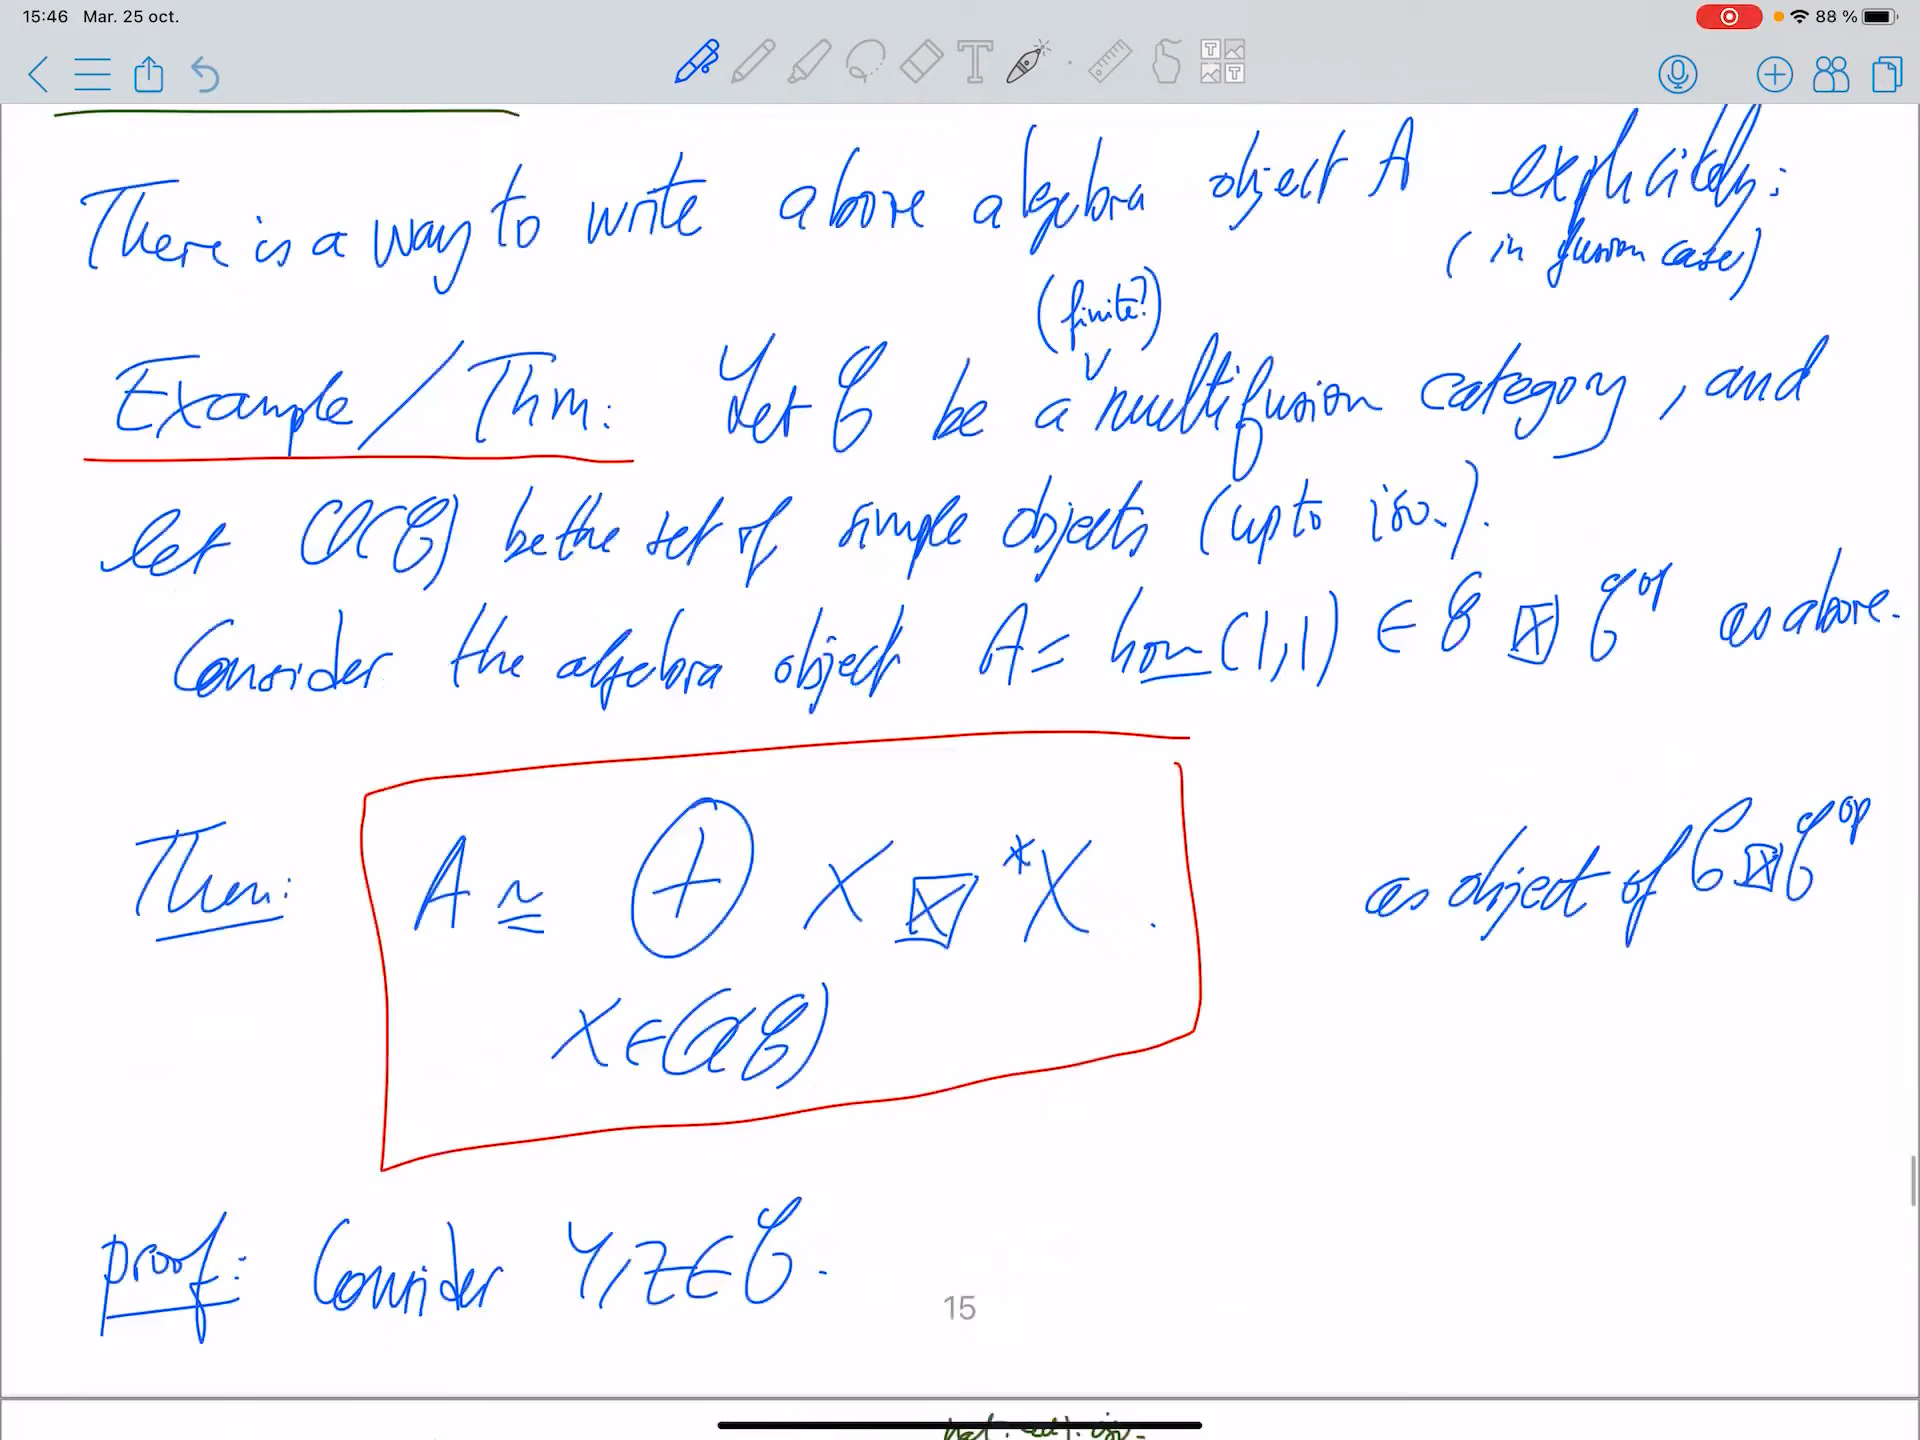 15:46 Mar. 25 oct.
88 %
There is a way to write above algebra object A explicitely:
(in fusion case)
(finite?)
Example/Thm: Let 𝒞 be a multifusion category, and
let O(𝒞) be the set of simple objects (up to iso.).
Consider the algebra object A = hom(1,1) ∈ 𝒞 ⊠ 𝒞^op as above.
Then: A ≅ ⊕ X ⊠ *X . as object of 𝒞 ⊠ 𝒞^op
X ∈ O(𝒞)
proof: Consider Y, Z ∈ 𝒞.
15